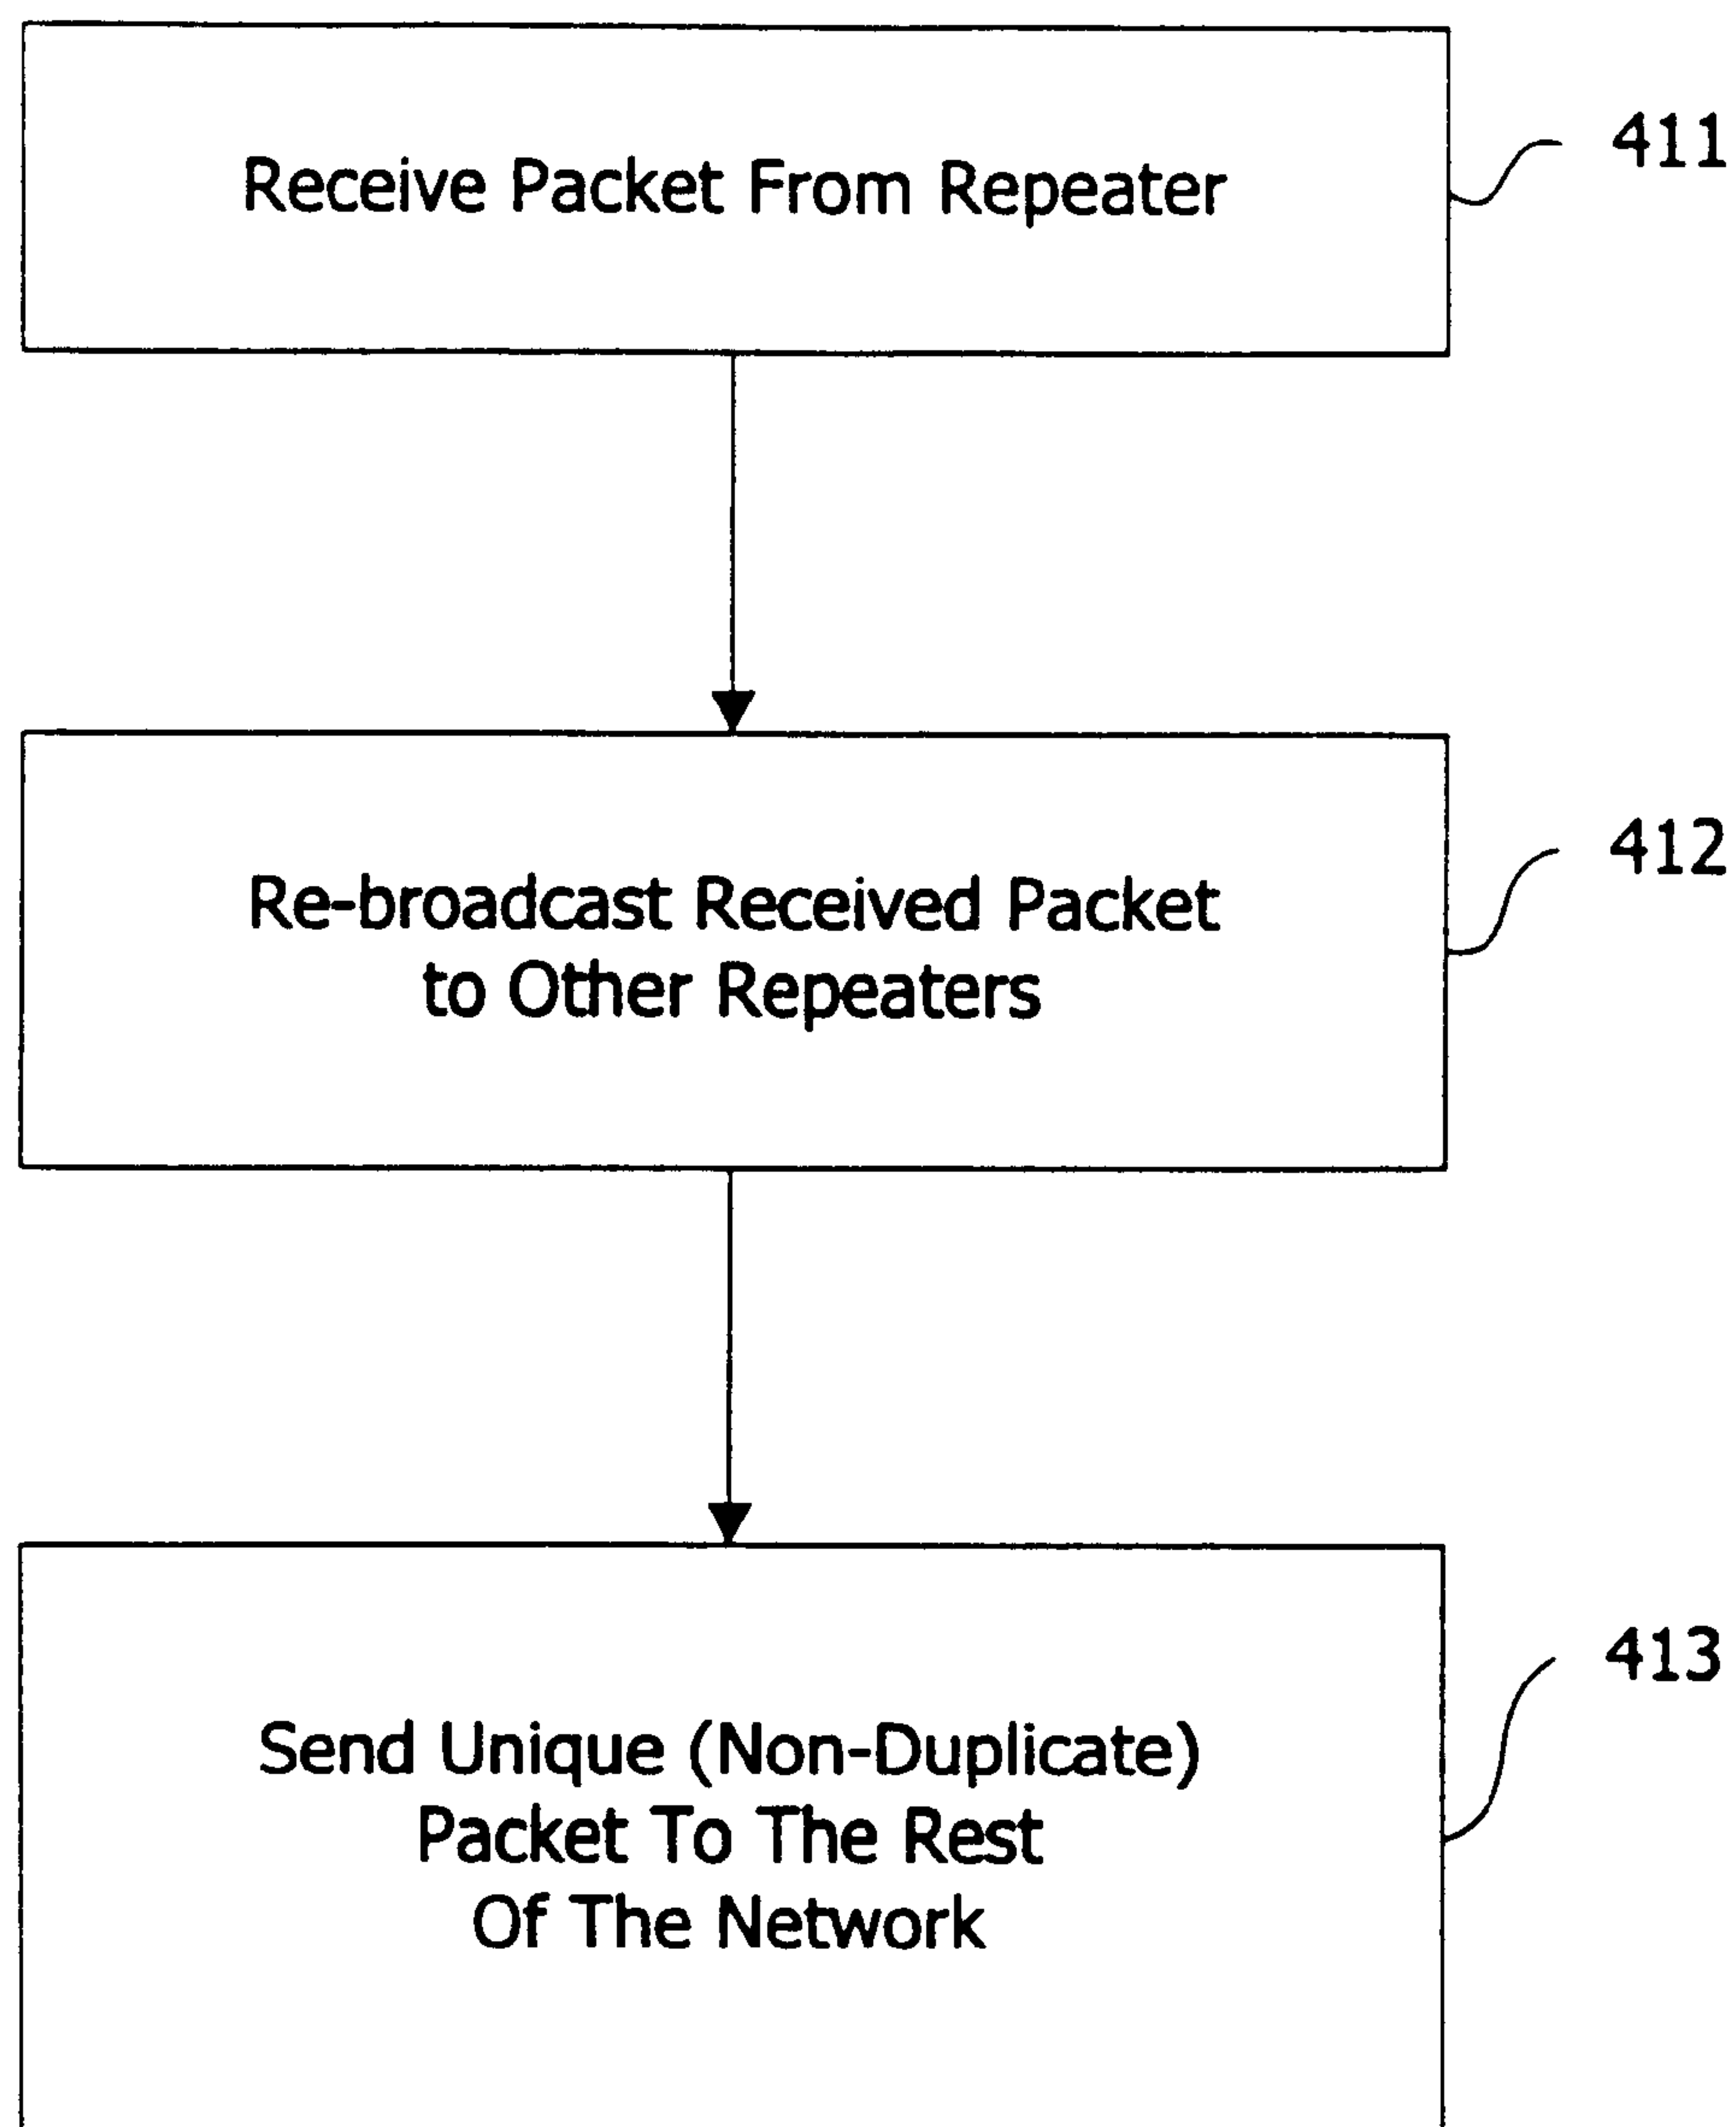 Receive Packet From Repeater
411
Re-broadcast Received Packet
to Other Repeaters
412
Send Unique (Non-Duplicate)
Packet To The Rest
Of The Network
413